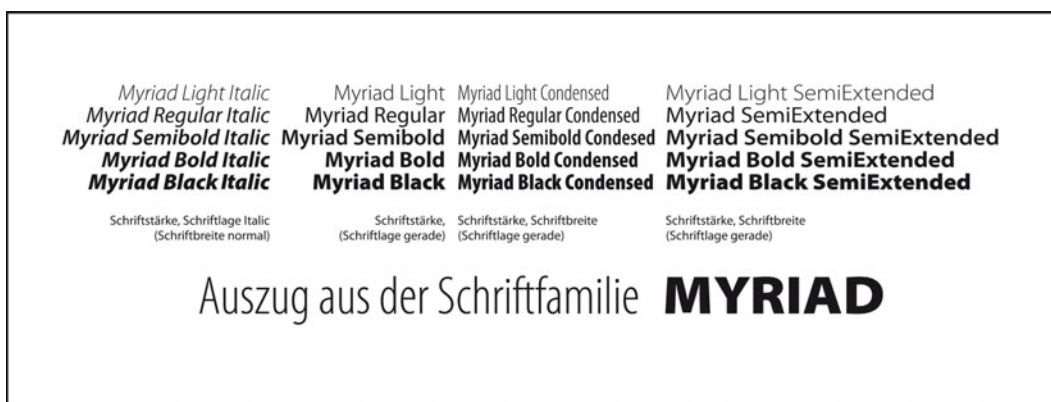 Myriad Light Italic
Myriad Regular Italic
Myriad Semibold Italic
Myriad Bold Italic
Myriad Black Italic
Schriftstärke, Schriftlage Italic
(Schriftbreite normal)
Myriad Light
Myriad Regular
Myriad Semibold
Myriad Bold
Myriad Black
Schriftstärke,
(Schriftlage gerade)
Myriad Light Condensed
Myriad Regular Condensed
Myriad Semibold Condesed
Myriad Bold Condensed
Myriad Black Condensed
Schriftstärke, Schriftbreite
(Schriftlage gerade)
Myriad Light SemiExtended
Myriad SemiExtended
Myriad Semibold SemiExtended
Myriad Bold SemiExtended
Myriad Black SemiExtended
Schriftstärke, Schriftbreite
(Schriftlage gerade)
Auszug aus der Schriftfamilie MYRIAD